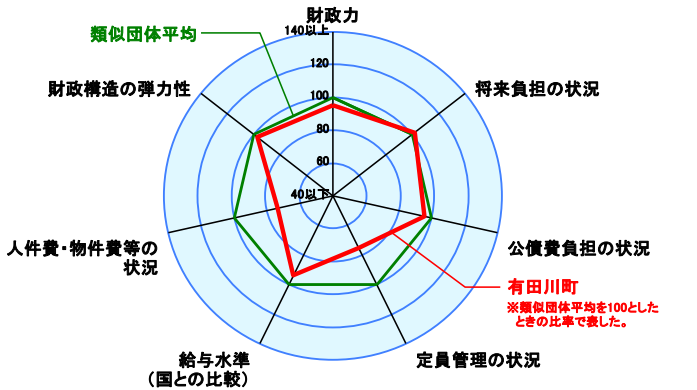 財政力
140以上
類似団体平均
120
財政構造の弾力性
将来負担の状況
100
80
60
40以下
人件費・物件費等の
状況
公債費負担の状況
有田川町
※類似団体平均を100とした
ときの比率で表した。
給与水準
（国との比較）
定員管理の状況